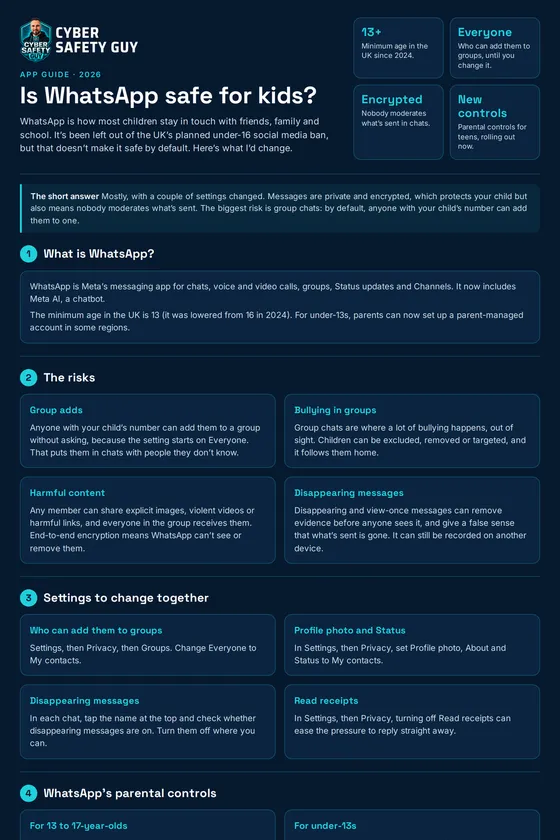 CYBER
SAFETY GUY
CYBER
SAFETY
GUY
APP GUIDE · 2026
Is WhatsApp safe for kids?
WhatsApp is how most children stay in touch with friends, family and
school. It's been left out of the UK's planned under-16 social media ban,
but that doesn't make it safe by default. Here's what I'd change.
13+
Minimum age in the
UK since 2024.
Everyone
Who can add them to
groups, until you
change it.
Encrypted
Nobody moderates
what's sent in chats.
New
controls
Parental controls for
teens, rolling out
now.
The short answer Mostly, with a couple of settings changed. Messages are private and encrypted, which protects your child but
also means nobody moderates what's sent. The biggest risk is group chats: by default, anyone with your child's number can add
them to one.
1 What is WhatsApp?
WhatsApp is Meta's messaging app for chats, voice and video calls, groups, Status updates and Channels. It now includes
Meta AI, a chatbot.
The minimum age in the UK is 13 (it was lowered from 16 in 2024). For under-13s, parents can now set up a parent-managed
account in some regions.
2 The risks
Group adds
Anyone with your child's number can add them to a group
without asking, because the setting starts on Everyone.
That puts them in chats with people they don't know.
Bullying in groups
Group chats are where a lot of bullying happens, out of
sight. Children can be excluded, removed or targeted, and
it follows them home.
Harmful content
Any member can share explicit images, violent videos or
harmful links, and everyone in the group receives them.
End-to-end encryption means WhatsApp can't see or
remove them.
Disappearing messages
Disappearing and view-once messages can remove
evidence before anyone sees it, and give a false sense
that what's sent is gone. It can still be recorded on another
device.
3 Settings to change together
Who can add them to groups
Settings, then Privacy, then Groups. Change Everyone to
My contacts.
Profile photo and Status
In Settings, then Privacy, set Profile photo, About and
Status to My contacts.
Disappearing messages
In each chat, tap the name at the top and check whether
disappearing messages are on. Turn them off where you
can.
Read receipts
In Settings, then Privacy, turning off Read receipts can
ease the pressure to reply straight away.
4 WhatsApp's parental controls
For 13 to 17-year-olds
For under-13s